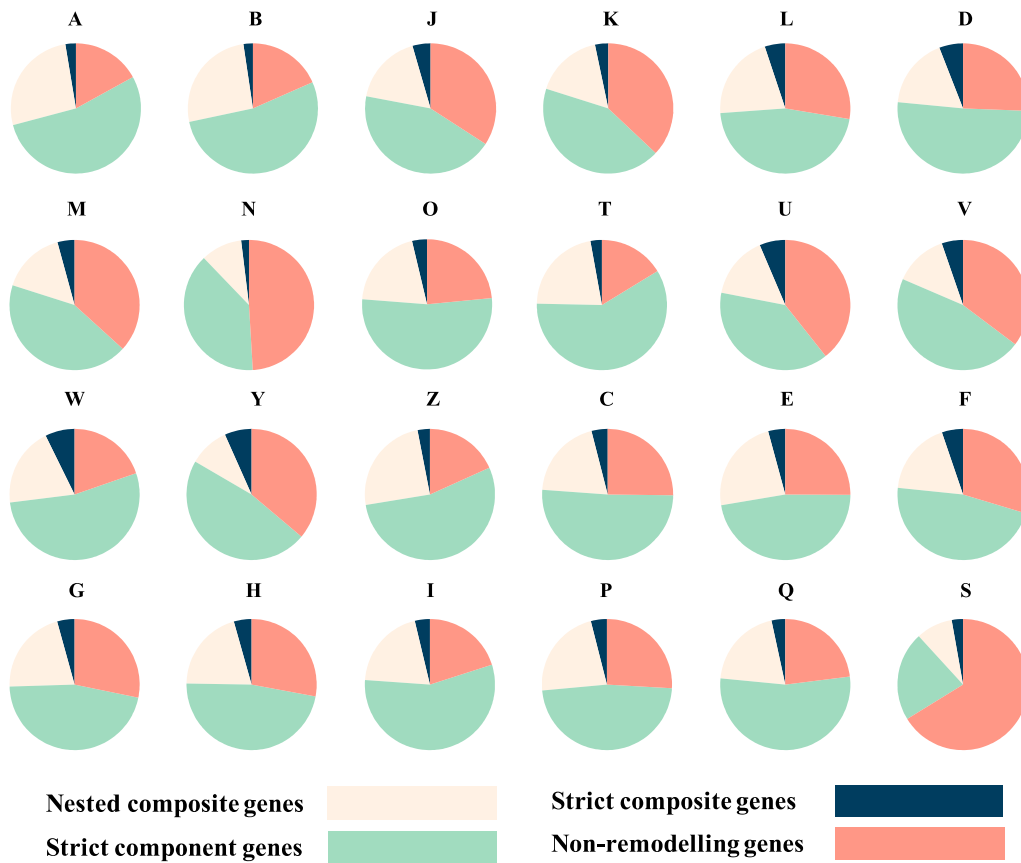 A B J K L D
M N O T U V
W Y Z C E F
G H I P Q S
Nested composite genes Strict composite genes
Strict component genes Non-remodelling genes